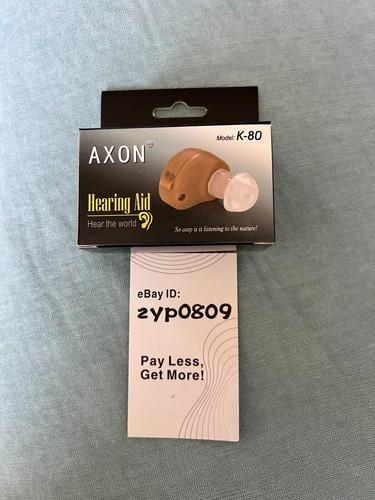 Model: K-80
AXON®
Hearing Aid
Hear the world
So cozy is it listening to the nature!
eBay ID:
zyp0809
Pay Less,
Get More!